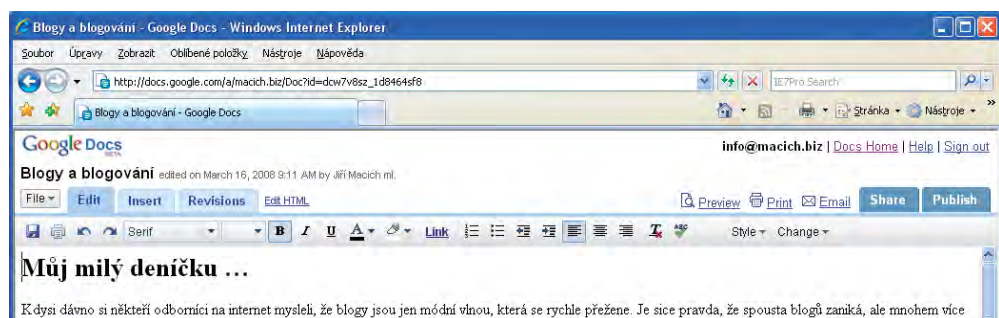 Blogy a blogování - Google Docs - Windows Internet Explorer
Soubor Úpravy Zobrazit Oblíbené položky Nástroje Nápověda
http://docs.google.com/a/macich.biz/Doc?id=dcw7v8sz_1d8464sf8 IE7Pro Search
Blogy a blogování - Google Docs Stránka Nástroje »
Google Docs BETA info@macich.biz | Docs Home | Help | Sign out
Blogy a blogování edited on March 16, 2008 9:11 AM by Jiří Macich ml.
File Edit Insert Revisions Edit HTML Preview Print Email Share Publish
Serif B I U A Link Style Change
Můj milý deníčku ...
Kdysi dávno si někteří odborníci na internet mysleli, že blogy jsou jen módní vlnou, která se rychle přežene. Je sice pravda, že spousta blogů zaniká, ale mnohem více